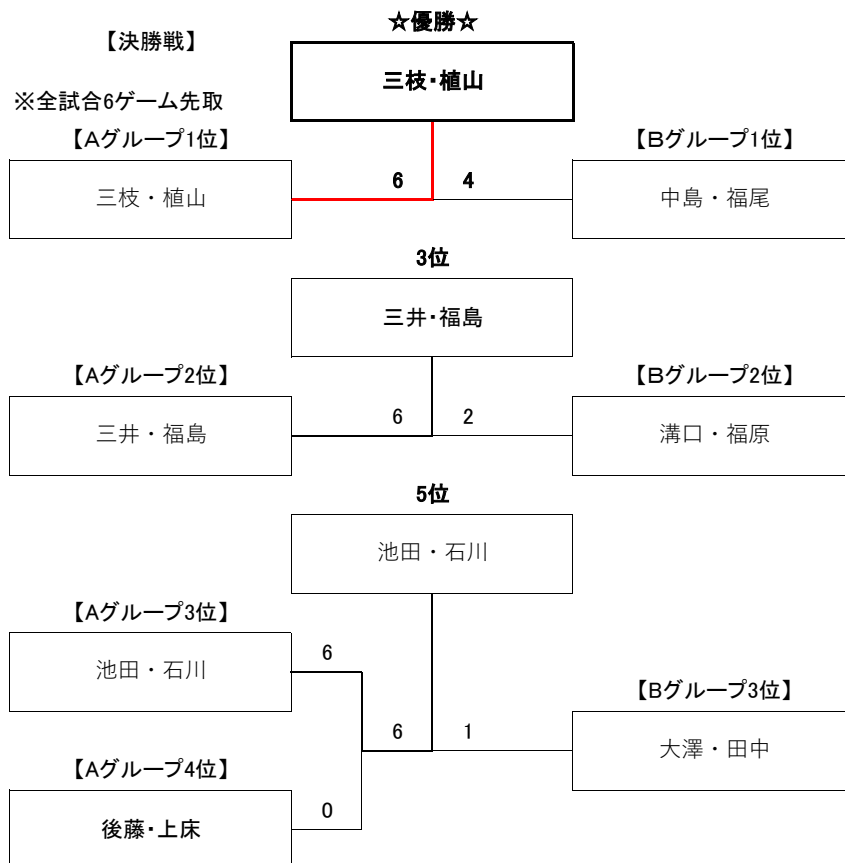 ☆優勝☆
【決勝戦】
三枝・植山
※全試合6ゲーム先取
【Aグループ1位】
【Bグループ1位】
三枝・植山
6
4
中島・福尾
3位
三井・福島
【Aグループ2位】
【Bグループ2位】
三井・福島
6
2
溝口・福原
5位
池田・石川
【Aグループ3位】
池田・石川
6
【Bグループ3位】
6
1
大澤・田中
【Aグループ4位】
後藤・上床
0